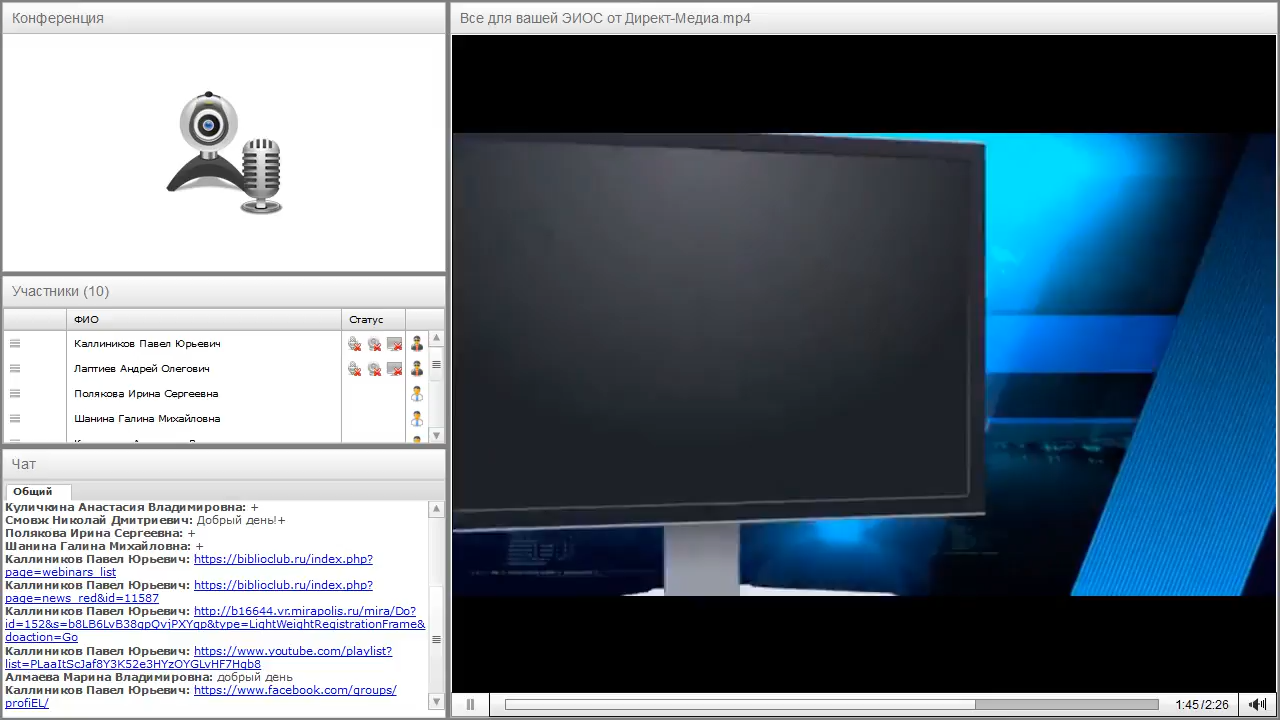 Конференция
Все для вашей ЭИОС от Директ-Медиа.mp4
Участники (10)
ФИО Статус
Каллиников Павел Юрьевич
Лаптиев Андрей Олегович
Полякова Ирина Сергеевна
Шанина Галина Михайловна
Чат
Общий
Куличкина Анастасия Владимировна: +
Смовж Николай Дмитриевич: Добрый день!+
Полякова Ирина Сергеевна: +
Шанина Галина Михайловна: +
Каллиников Павел Юрьевич: https://biblioclub.ru/index.php?
page=webinars_list
Каллиников Павел Юрьевич: https://biblioclub.ru/index.php?
page=news_red&id=11587
Каллиников Павел Юрьевич: http://b16644.vr.mirapolis.ru/mira/Do?
id=152&s=b8LB6LvB38qpQvjPXYqp&type=LightWeightRegistrationFrame&
doaction=Go
Каллиников Павел Юрьевич: https://www.youtube.com/playlist?
list=PLaaItScJaf8Y3K52e3HYzOYGLvHF7Hqb8
Алмаева Марина Владимировна: добрый день
Каллиников Павел Юрьевич: https://www.facebook.com/groups/
profiEL/
1:45/2:26